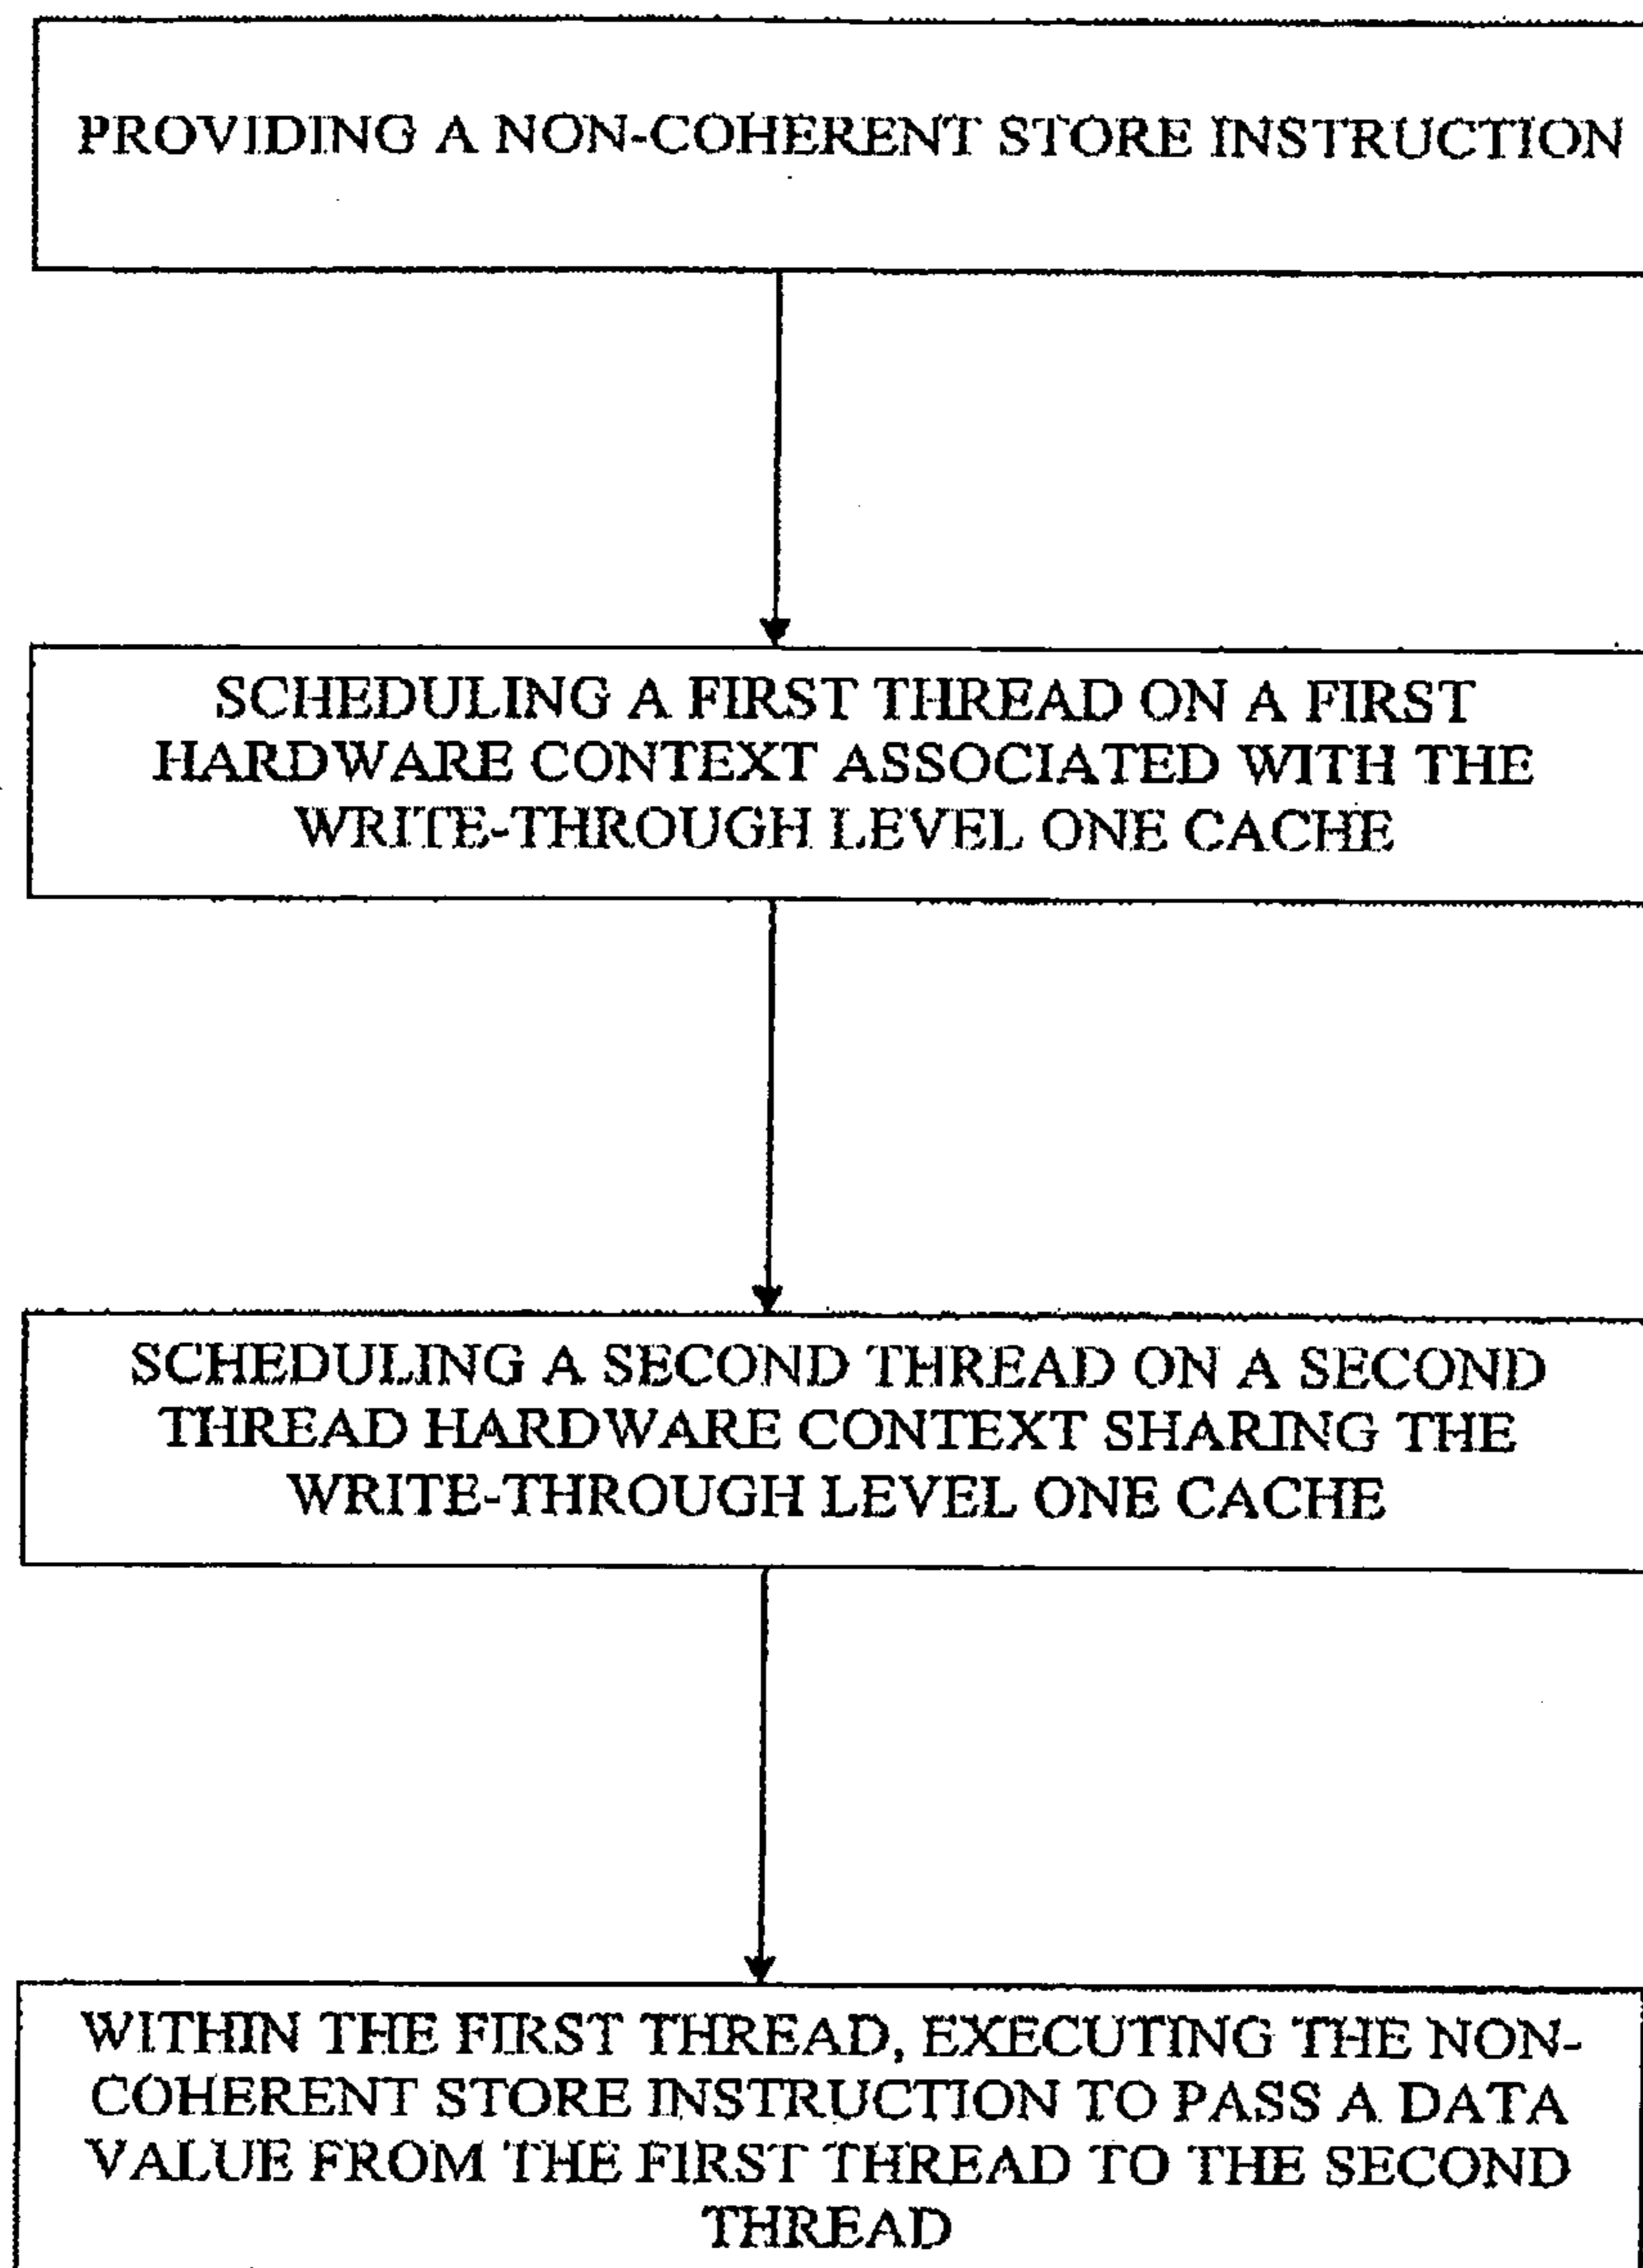 PROVIDING A NON-COHERENT STORE INSTRUCTION
SCHEDULING A FIRST THREAD ON A FIRST
HARDWARE CONTEXT ASSOCIATED WITH THE
WRITE-THROUGH LEVEL ONE CACHE
SCHEDULING A SECOND THREAD ON A SECOND
THREAD HARDWARE CONTEXT SHARING THE
WRITE-THROUGH LEVEL ONE CACHE
WITHIN THE FIRST THREAD, EXECUTING THE NON-
COHERENT STORE INSTRUCTION TO PASS A DATA
VALUE FROM THE FIRST THREAD TO THE SECOND
THREAD